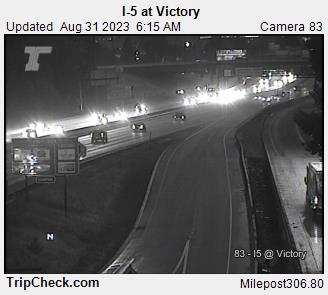 I-5 at Victory
Updated Aug 31 2023 6:15 AM Camera 83
T
N
83 - I5 @ Victory
TripCheck.com Milepost306.80